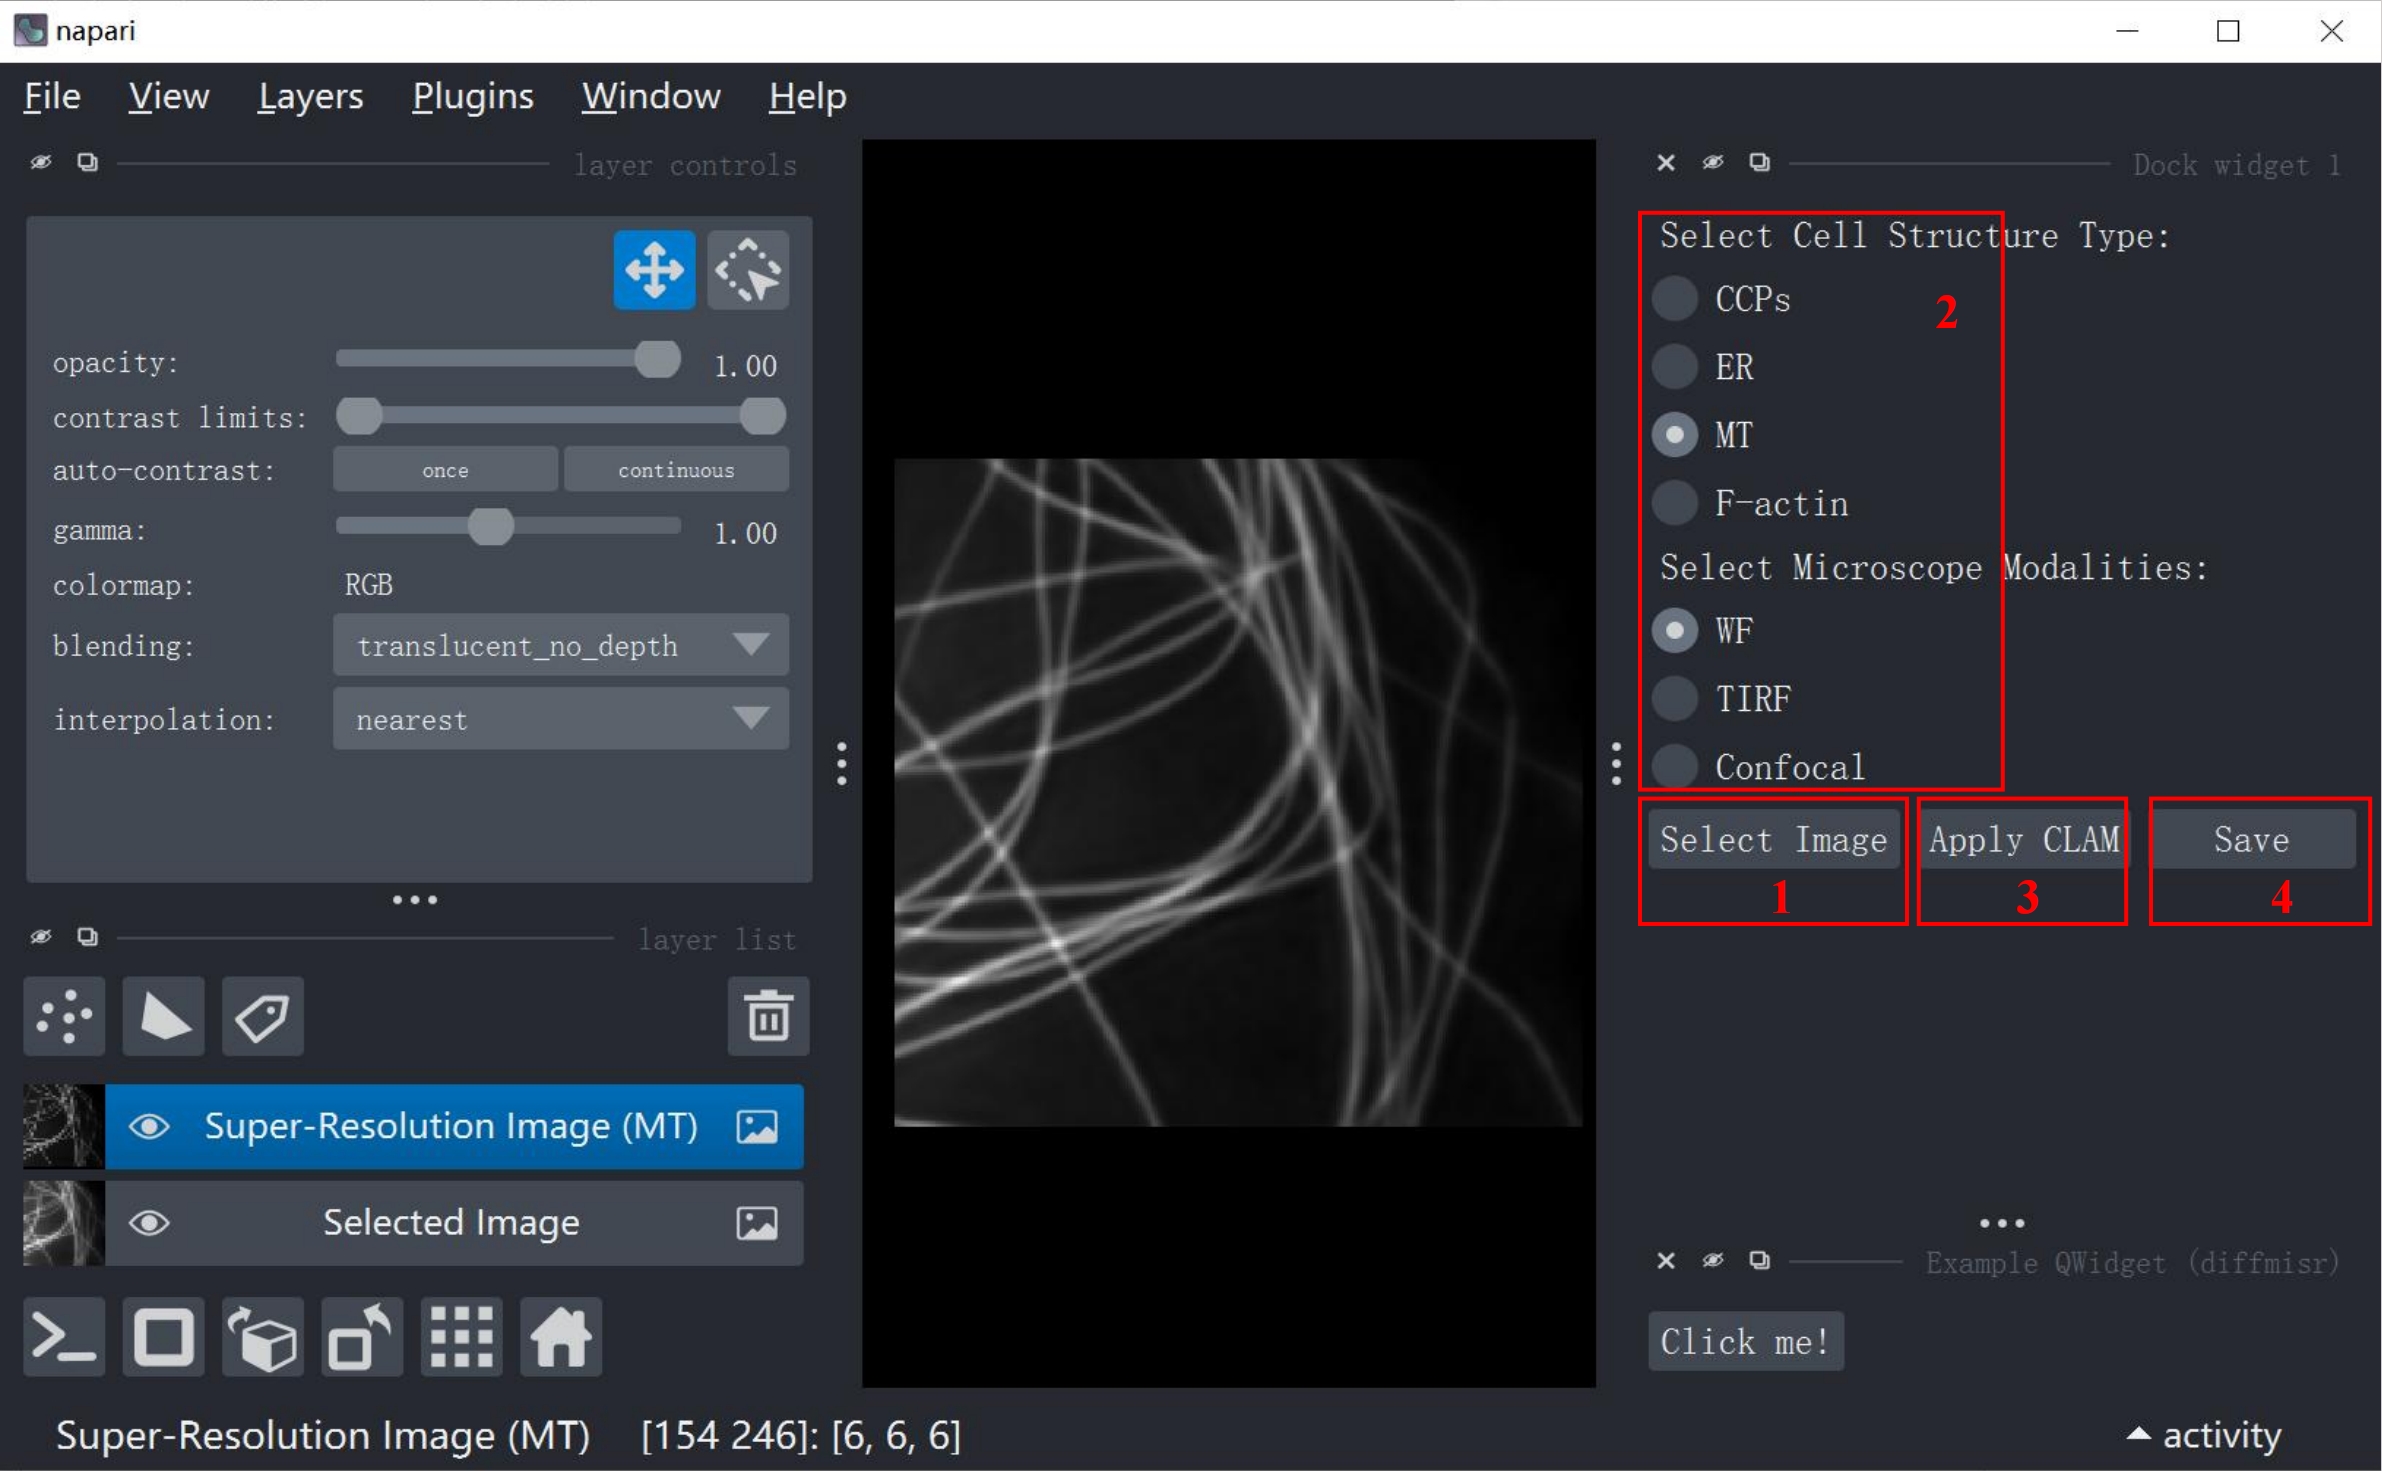 napari
File View Layers Plugins Window Help
layer controls
opacity: 1.00
contrast limits:
auto-contrast: once continuous
gamma: 1.00
colormap: RGB
blending: translucent_no_depth
interpolation: nearest
layer list
Super-Resolution Image (MT)
Selected Image
Dock widget 1
Select Cell Structure Type:
CCPs
2
ER
MT
F-actin
Select Microscope Modalities:
WF
TIRF
Confocal
Select Image Apply CLAM Save
1 3 4
Example QWidget (diffmisr)
Click me!
Super-Resolution Image (MT) [154 246]: [6, 6, 6]
activity